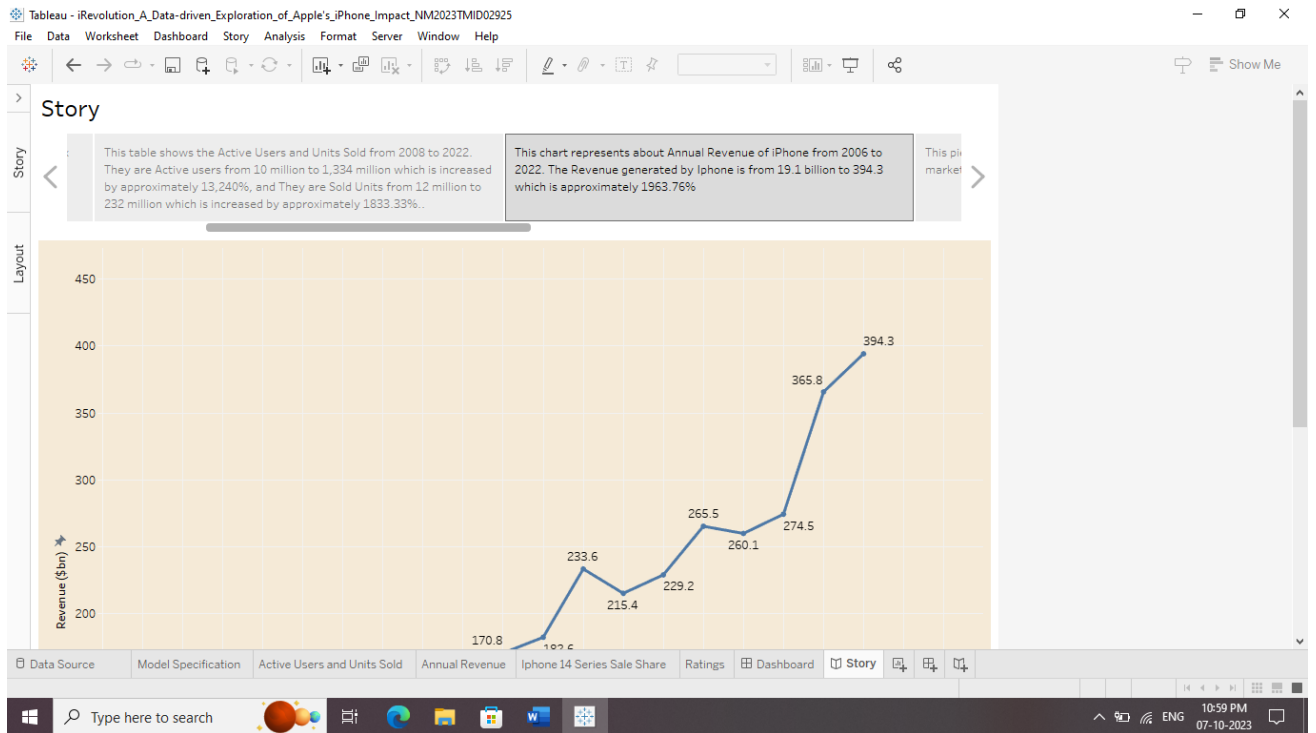 Tableau - iRevolution_A_Data-driven_Exploration_of_Apple's_iPhone_Impact_NM2023TMID02925
File Data Worksheet Dashboard Story Analysis Format Server Window Help
Show Me
Story
Story
Layout
This table shows the Active Users and Units Sold from 2008 to 2022.
They are Active users from 10 million to 1,334 million which is increased
by approximately 13,240%, and They are Sold Units from 12 million to
232 million which is increased by approximately 1833.33%..
This chart represents about Annual Revenue of iPhone from 2006 to
2022. The Revenue generated by Iphone is from 19.1 billion to 394.3
which is approximately 1963.76%
This pi
market
450
400
350
300
250
200
Revenue ($bn)
394.3
365.8
274.5
260.1
265.5
229.2
215.4
233.6
182.6
170.8
Data Source Model Specification Active Users and Units Sold Annual Revenue Iphone 14 Series Sale Share Ratings Dashboard Story
Type here to search
ENG
10:59 PM
07-10-2023